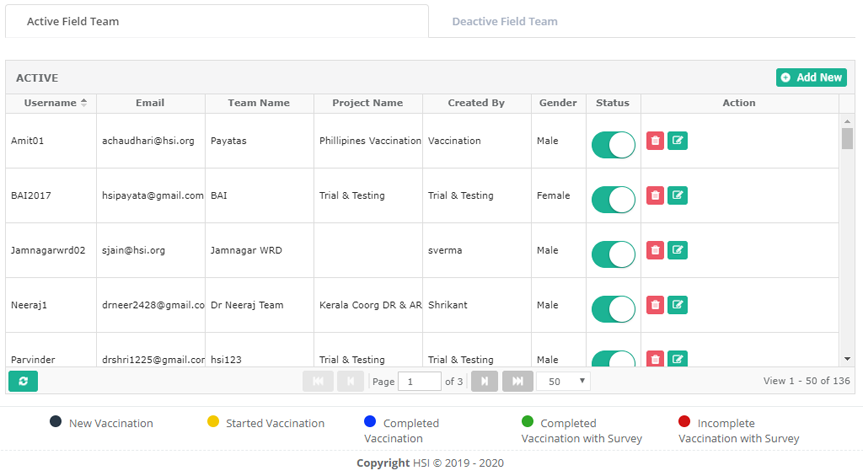 Active Field Team
Deactive Field Team
ACTIVE
Add New
Username Email Team Name Project Name Created By Gender Status Action
Amit01 achaudhari@hsi.org Payatas Phillipines Vaccination Vaccination Male
BAI2017 hsipayata@gmail.com BAI Trial & Testing Trial & Testing Female
Jamnagarwrd02 sjain@hsi.org Jamnagar WRD sverma Male
Neeraj1 drneer2428@gmail.co Dr Neeraj Team Kerala Coorg DR & AR Shrikant Male
Parvinder drshri1225@gmail.cor hsi123 Trial & Testing Trial & Testing Male
Page 1 of 3 50 View 1 - 50 of 136
New Vaccination
Started Vaccination
Completed
Vaccination
Completed
Vaccination with Survey
Incomplete
Vaccination with Survey
Copyright HSI © 2019 - 2020